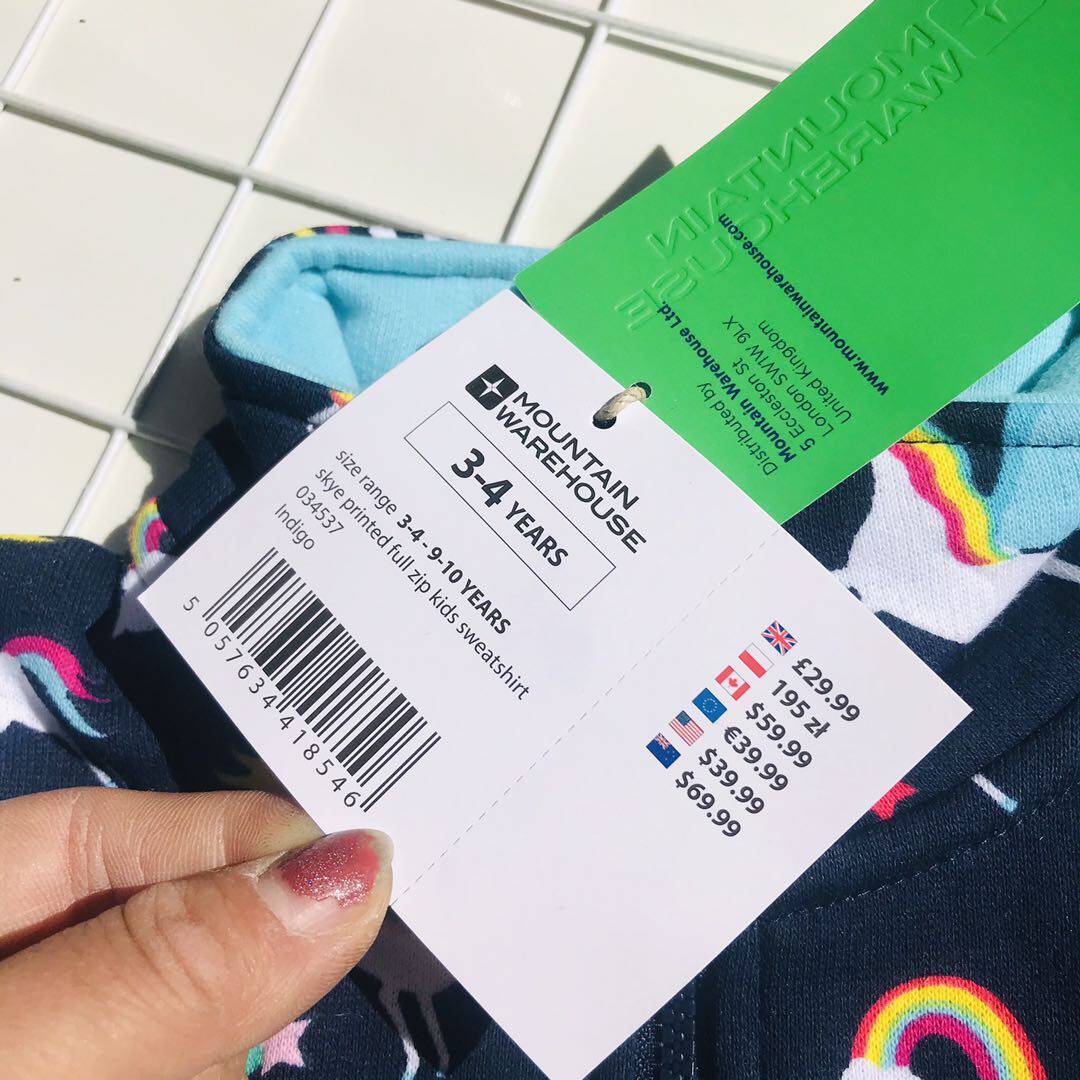 MOUNTAIN
WAREHOUSE
3-4 YEARS
size range 3-4 - 9-10 YEARS
skye printed full zip kids sweatshirt
034537
Indigo
5 057634 418546
£29.99
195 zł
$59.99
€39.99
$39.99
$69.99
MOUNTAIN
WAREHOUSE
Distributed by
Mountain Warehouse Ltd.
5 Eccleston St
London SW1W 9LX
United Kingdom
www.mountainwarehouse.com